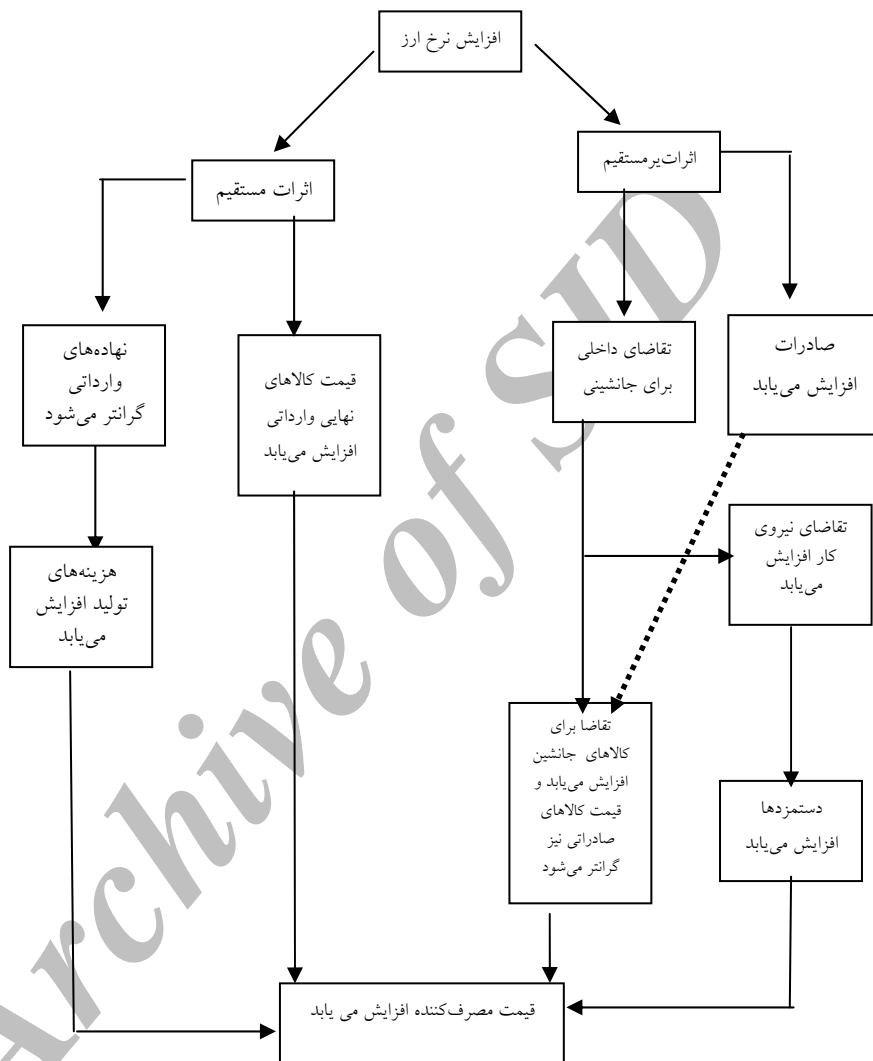 افزایش نرخ ارز
اثرات‌یرمستقیم
اثرات مستقیم
صادرات
افزایش می‌یابد
تقاضای داخلی
برای جانشینی
قیمت کالاهای
نهایی وارداتی
افزایش می‌یابد
نهاده‌های
وارداتی
گرانتر می‌شود
تقاضای نیروی
کار افزایش
می‌یابد
هزینه‌های
تولید افزایش
می‌یابد
تقاضا برای
کالاهای جانشین
افزایش می‌یابد و
قیمت کالاهای
صادراتی نیز
گرانتر می‌شود
دستمزدها
افزایش می‌یابد
قیمت مصرف‌کننده افزایش می یابد
Archive of SID